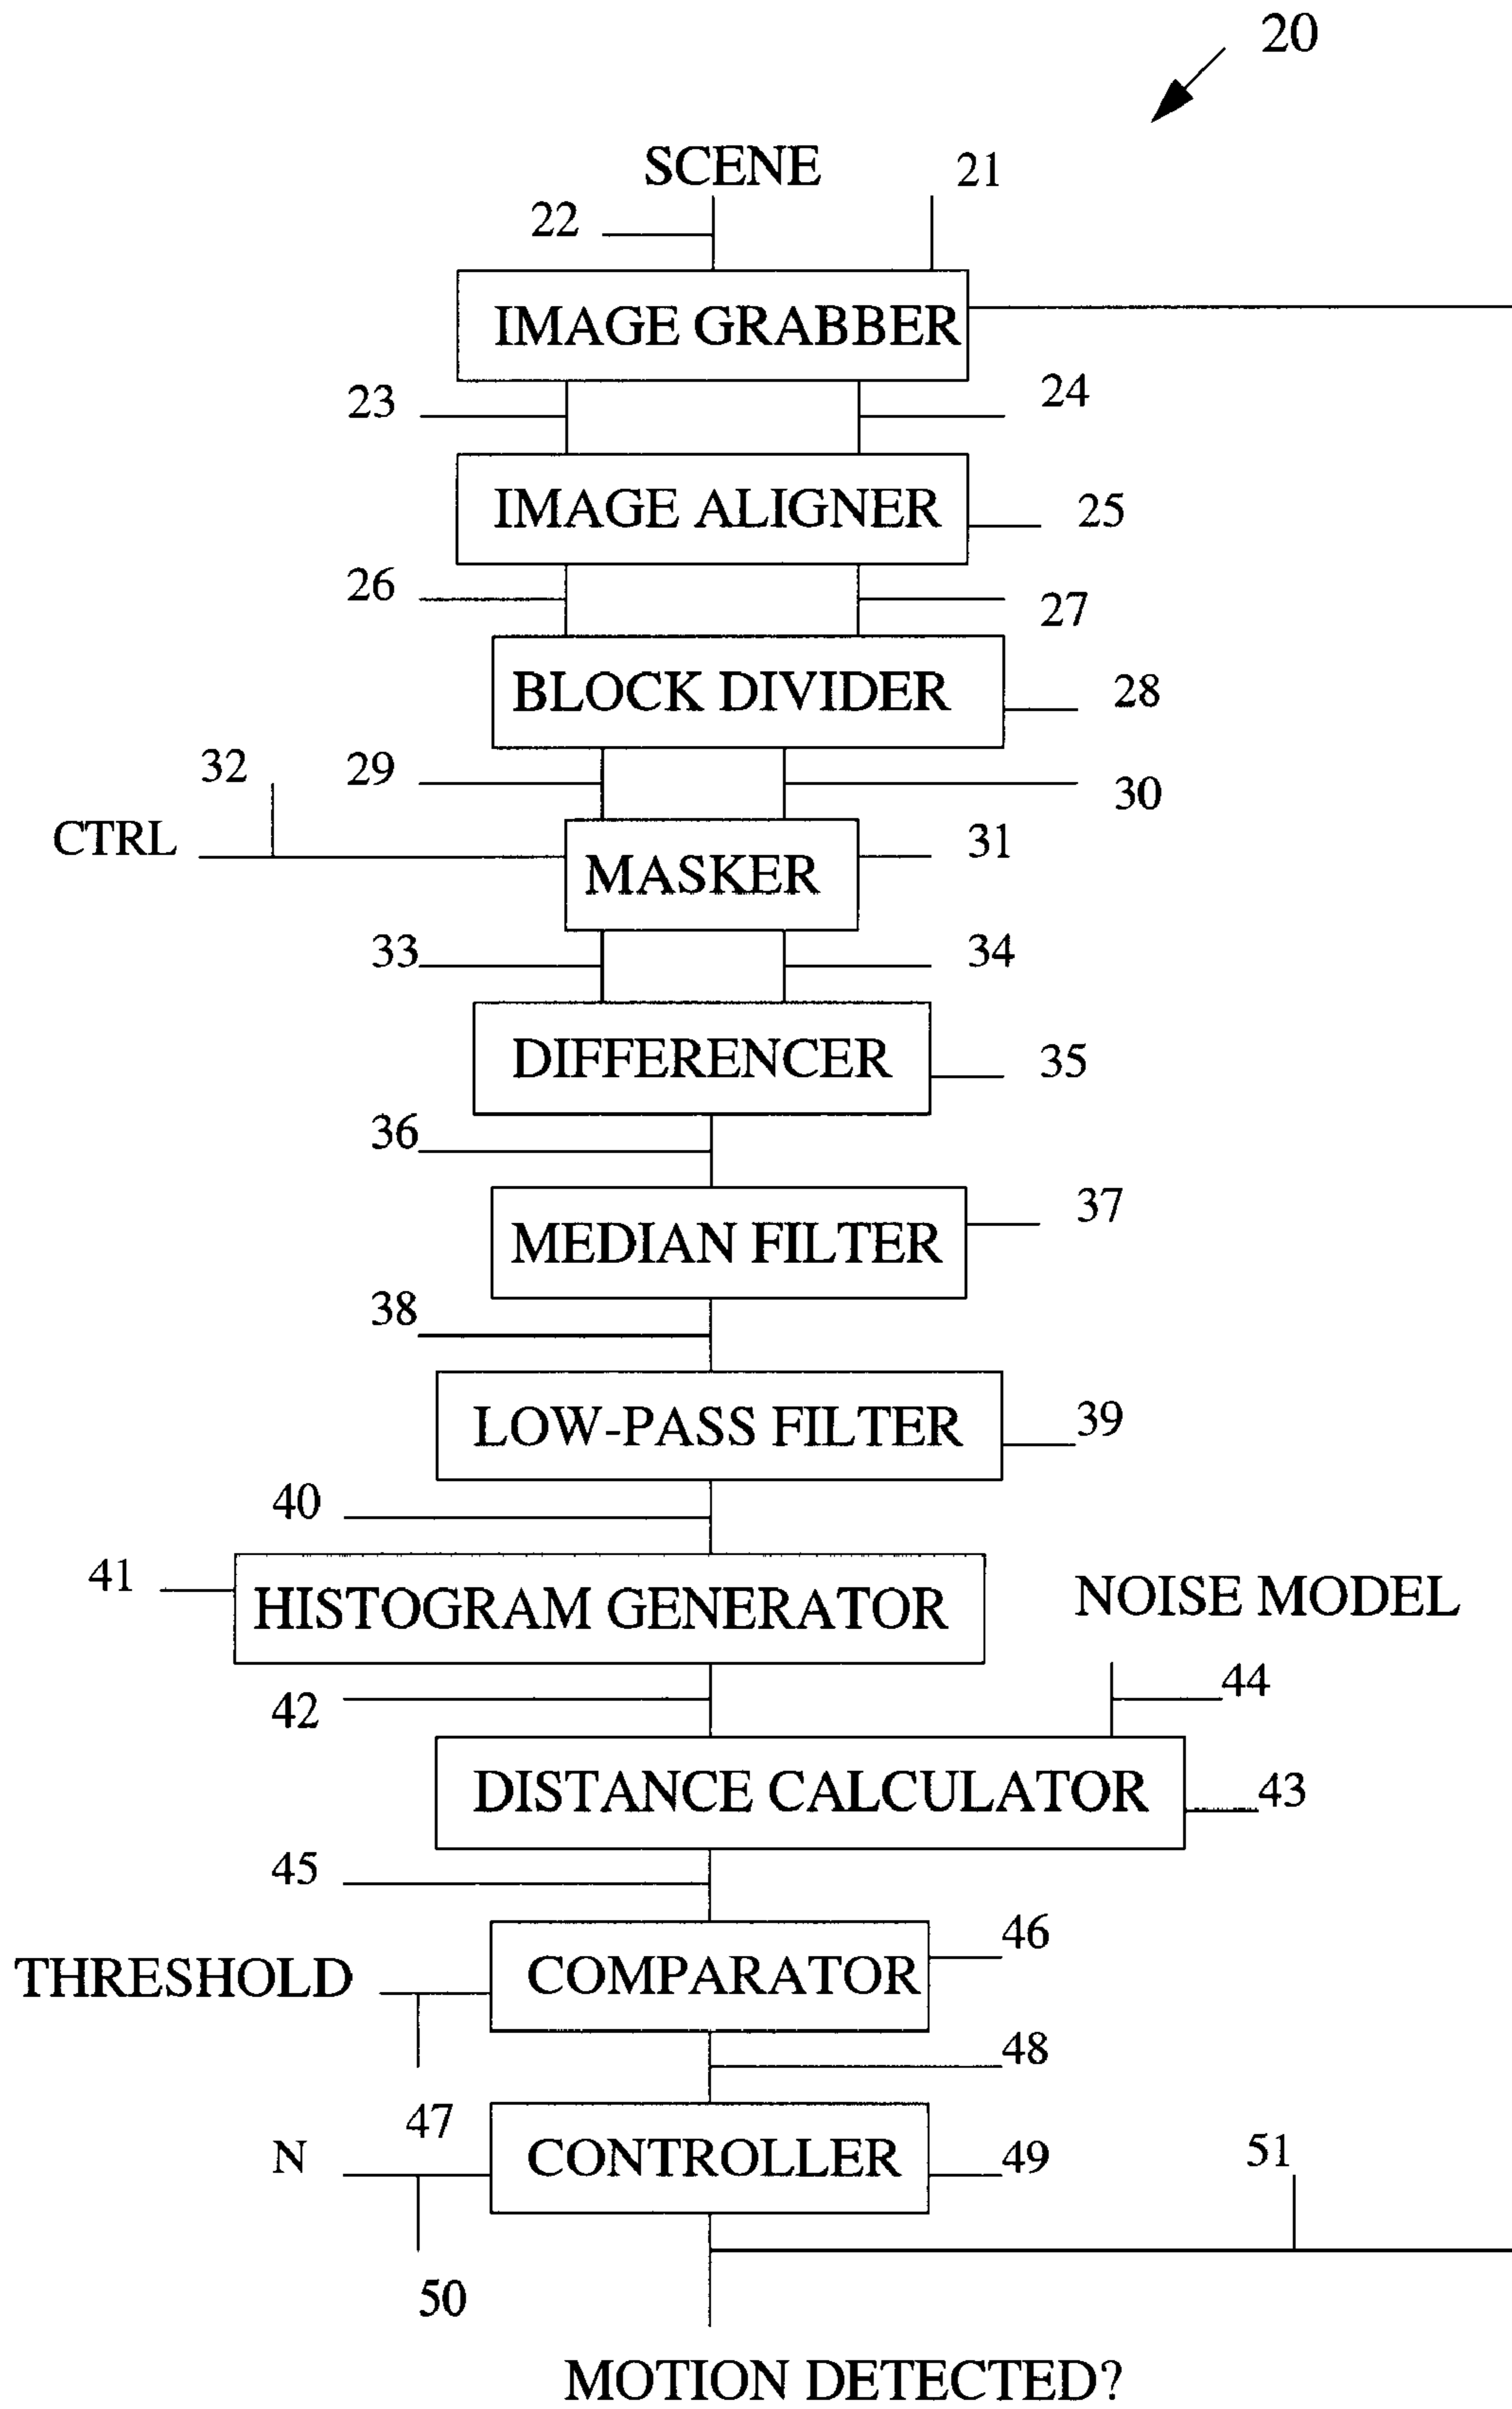 20
SCENE
21
22
IMAGE GRABBER
23
24
IMAGE ALIGNER
25
26
27
BLOCK DIVIDER
28
32
29
30
CTRL
MASKER
31
33
34
DIFFERENCER
35
36
MEDIAN FILTER
37
38
LOW-PASS FILTER
39
40
41
HISTOGRAM GENERATOR
NOISE MODEL
42
44
DISTANCE CALCULATOR
43
45
46
THRESHOLD
COMPARATOR
48
47
N
CONTROLLER
49
51
50
MOTION DETECTED?